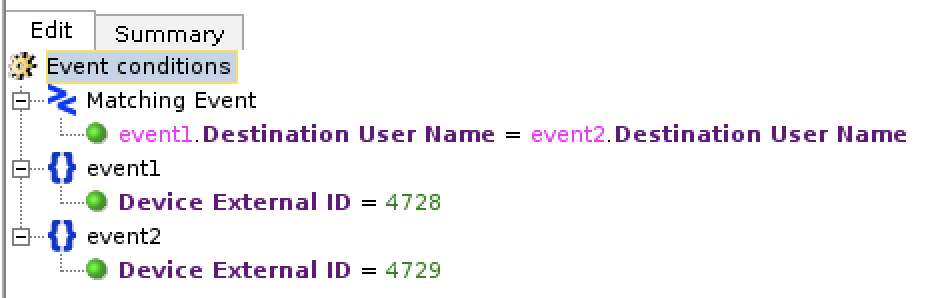 Edit Summary
Event conditions
Matching Event
event1.Destination User Name = event2.Destination User Name
event1
Device External ID = 4728
event2
Device External ID = 4729